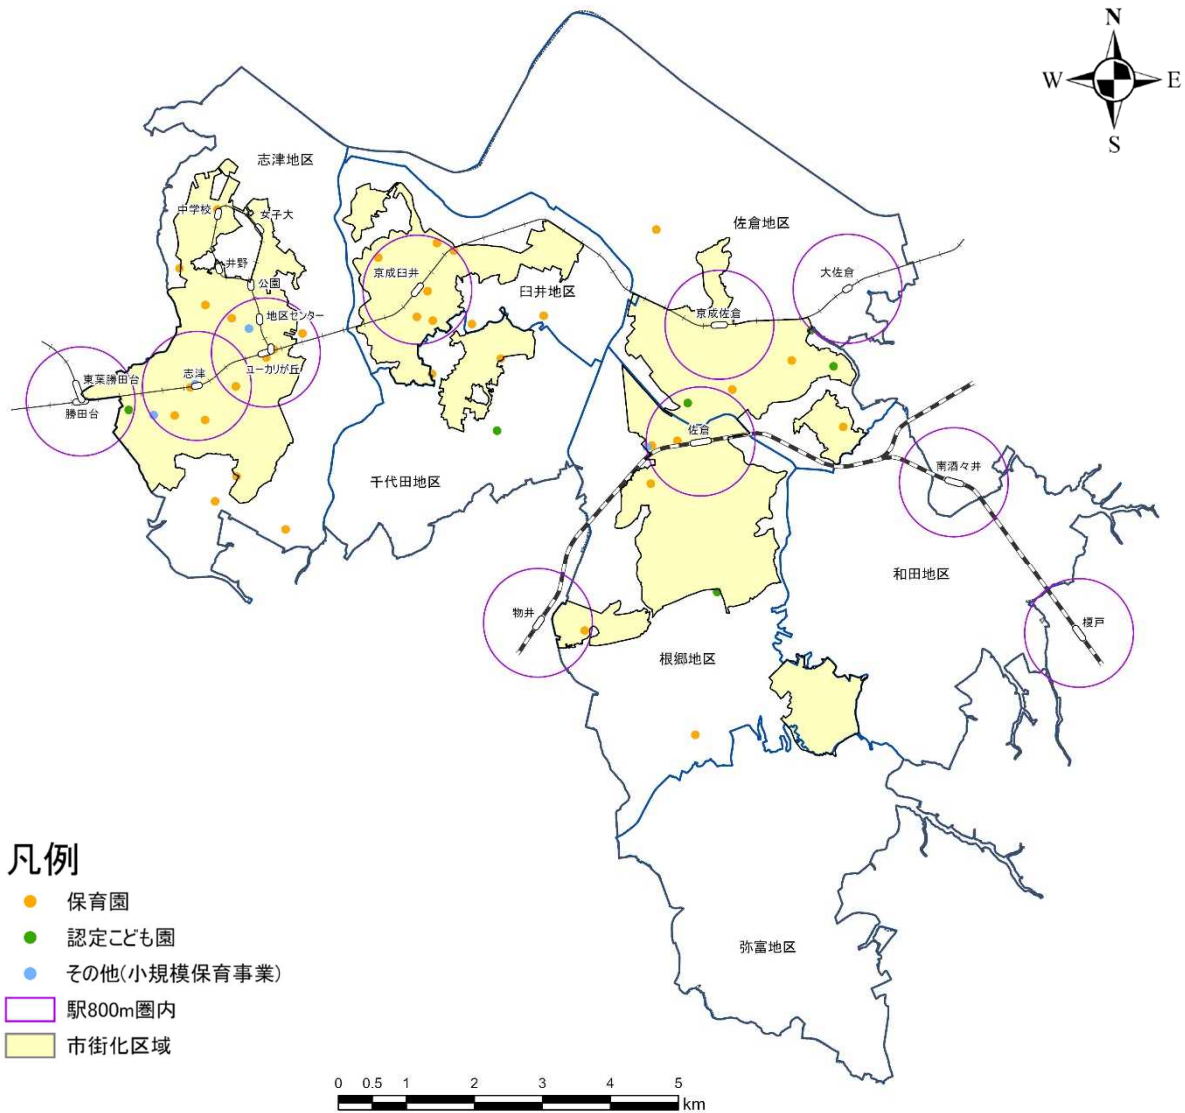 N
W
E
S
志津地区
中学校
女子大
佐倉地区
井野
京成臼井
大佐倉
公園
臼井地区
地区センター
京成佐倉
ユーカリが丘
東葉勝田台
志津
勝田台
佐倉
南酒々井
千代田地区
和田地区
物井
榎戸
根郷地区
凡例
保育園
認定こども園
その他(小規模保育事業)
弥富地区
駅800m圏内
市街化区域
0 0.5 1 2 3 4 5
km